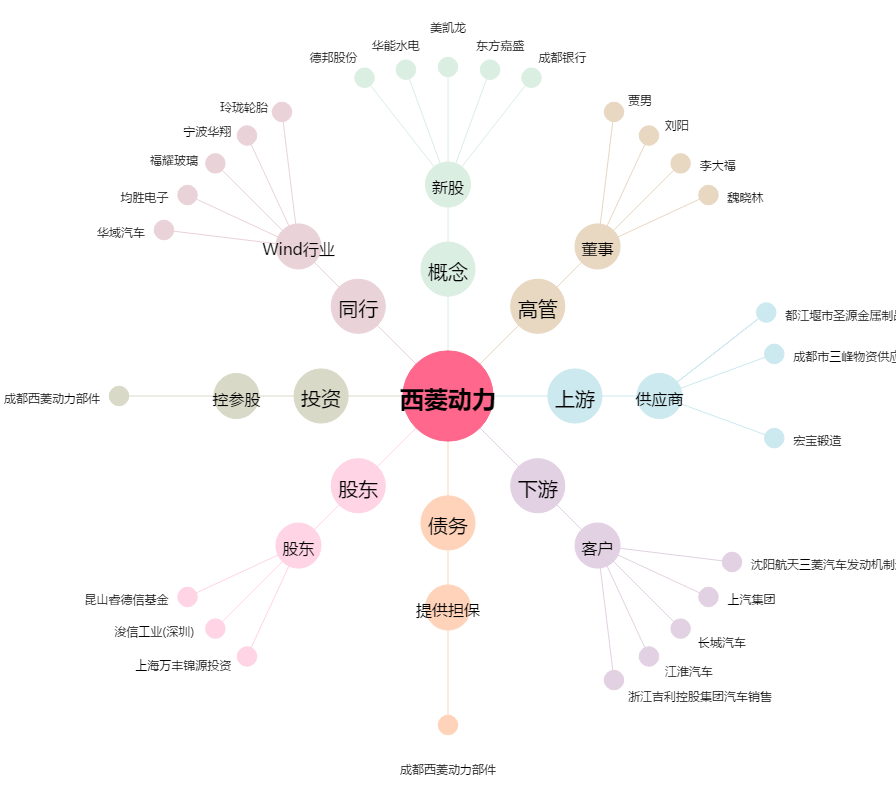 美凯龙
华能水电
东方嘉盛
德邦股份
成都银行
玲珑轮胎
贾男
宁波华翔
刘阳
福耀玻璃
李大福
均胜电子
新股
魏晓林
华域汽车
Wind行业
董事
概念
同行
高管
都江堰市圣源金属制
成都市三峰物资供应
成都西菱动力部件
控参股
投资
西菱动力
上游
供应商
宏宝锻造
股东
下游
债务
股东
客户
沈阳航天三菱汽车发动机制
昆山睿德信基金
上汽集团
提供担保
浚信工业(深圳)
长城汽车
上海万丰锦源投资
江淮汽车
浙江吉利控股集团汽车销售
成都西菱动力部件